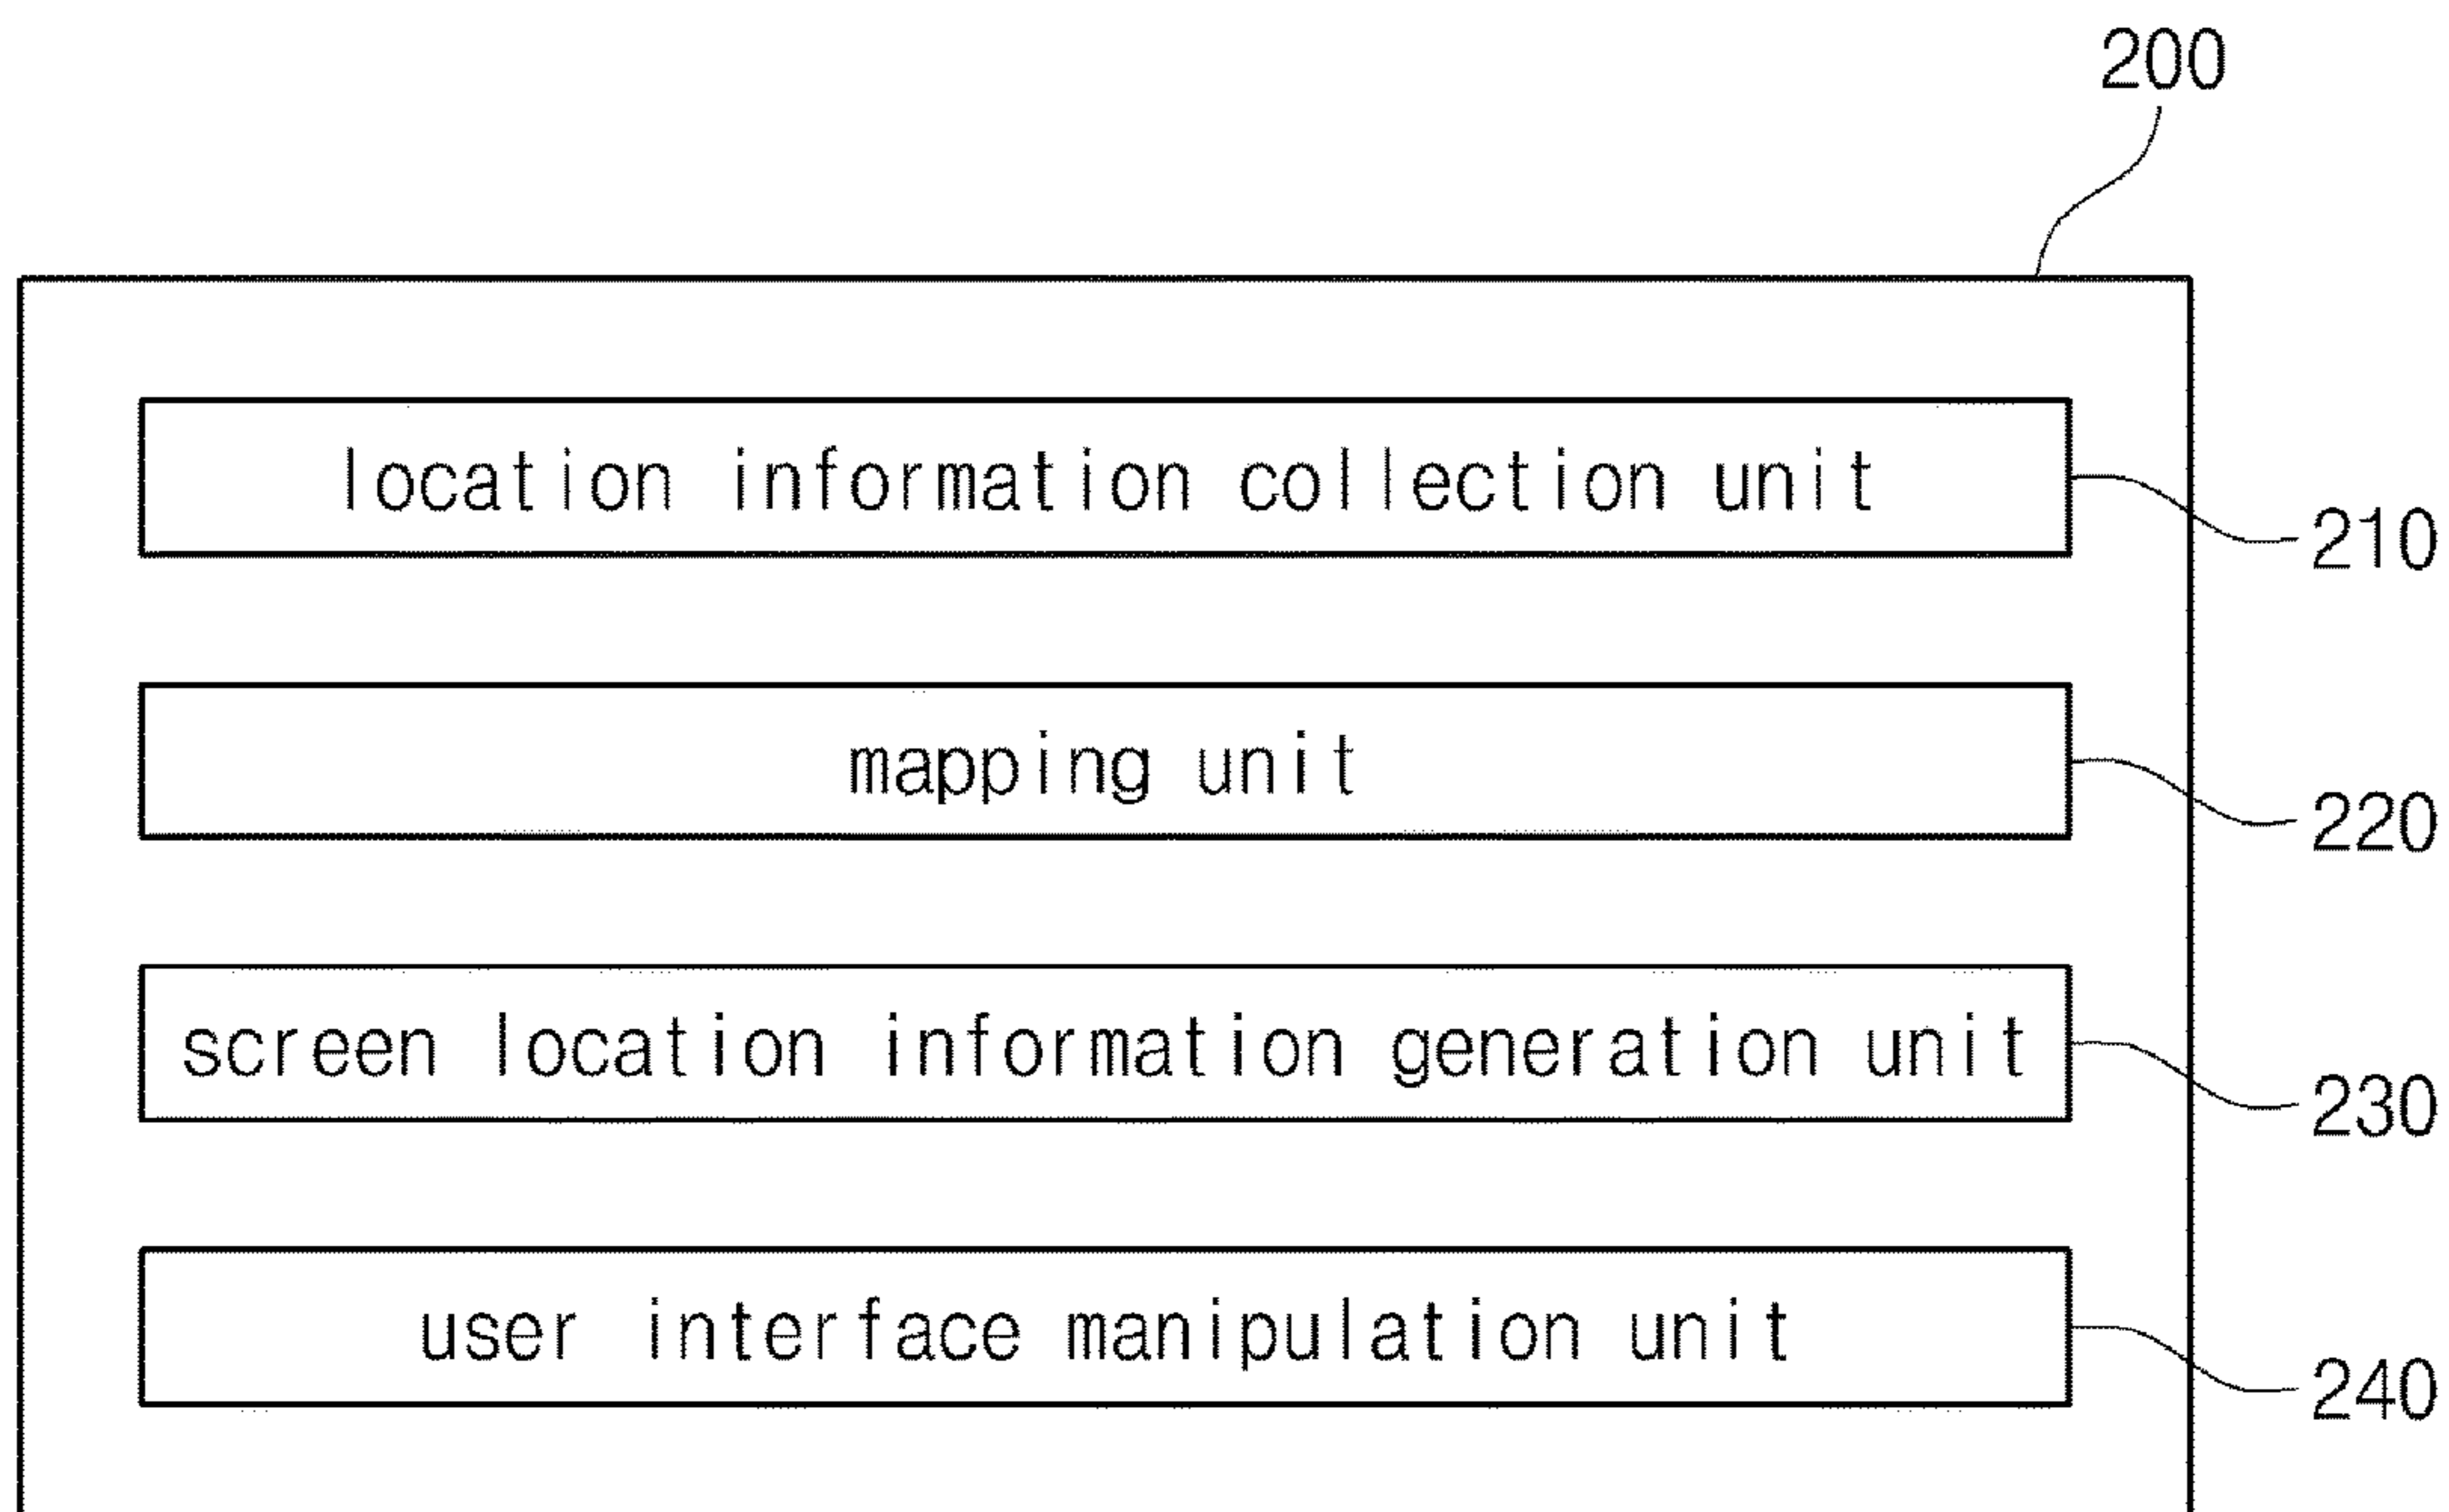 200
location information collection unit
210
mapping unit
220
screen location information generation unit
230
user interface manipulation unit
240